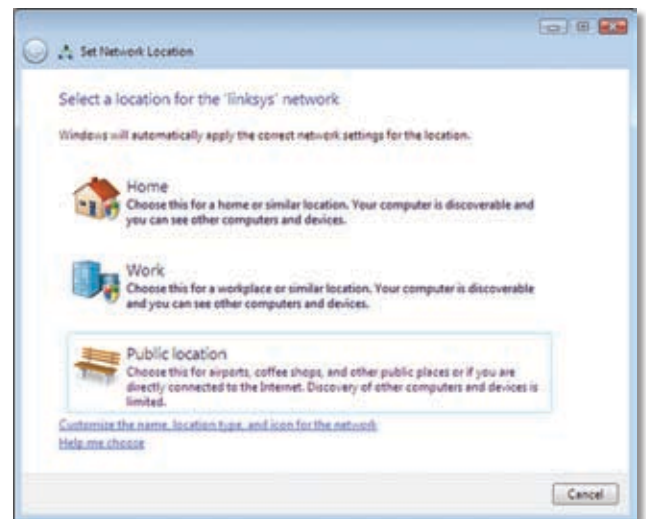 Set Network Location
Select a location for the 'linksys' network
Windows will automatically apply the correct network settings for the location.
Home
Choose this for a home or similar location. Your computer is discoverable and
you can see other computers and devices.
Work
Choose this for a workplace or similar location. Your computer is discoverable
and you can see other computers and devices.
Public location
Choose this for airports, coffee shops, and other public places or if you are
directly connected to the Internet. Discovery of other computers and devices is
limited.
Customize the name, location type, and icon for the network
Help me choose
Cancel